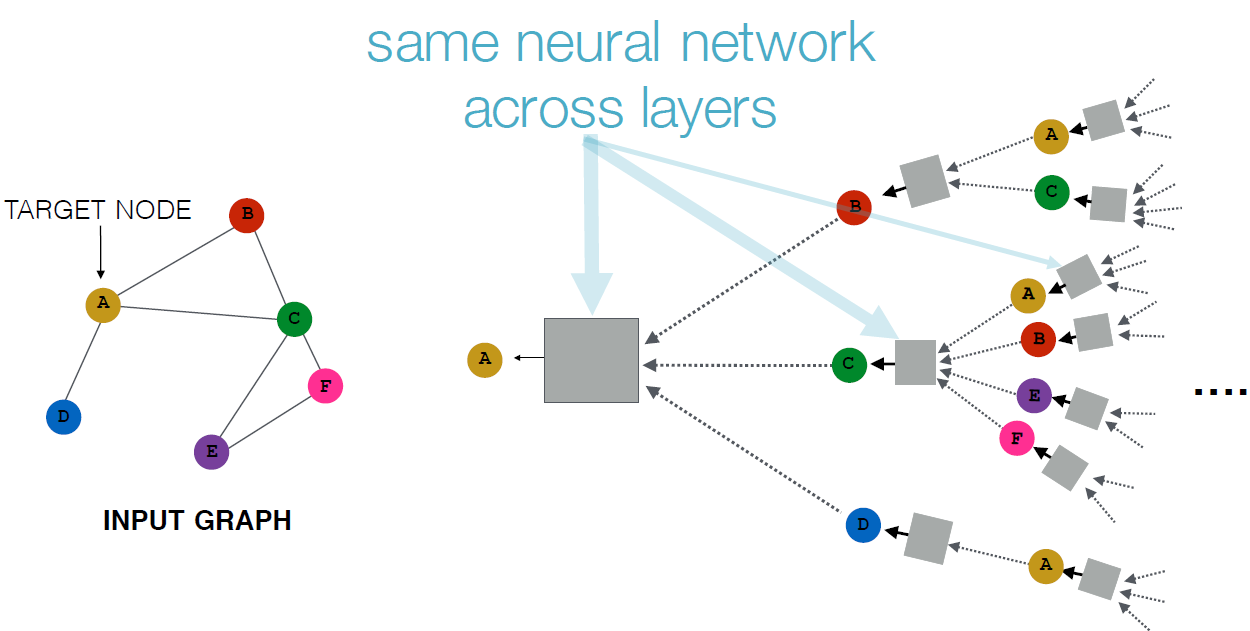 same neural network
across layers
TARGET NODE
B
A
C
F
D
E
INPUT GRAPH
A
B
C
D
A
C
A
B
E
F
A
....